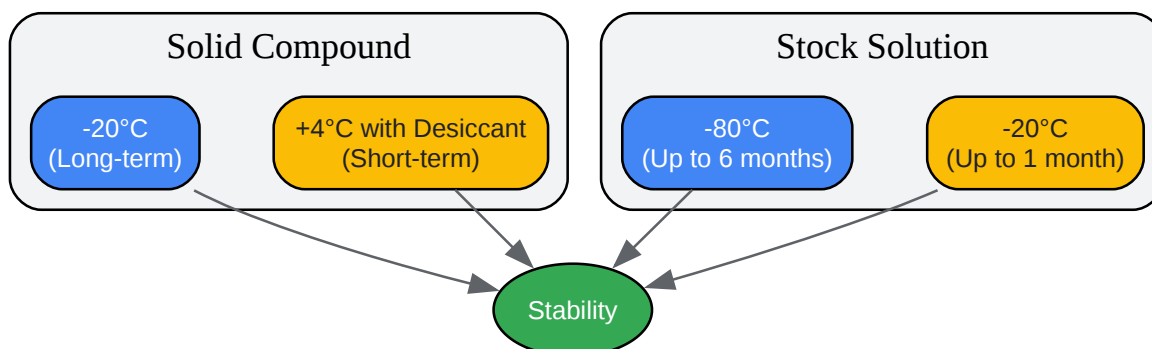 Solid Compound
-20°C
(Long-term)
+4°C with Desiccant
(Short-term)
Stock Solution
-80°C
(Up to 6 months)
-20°C
(Up to 1 month)
Stability